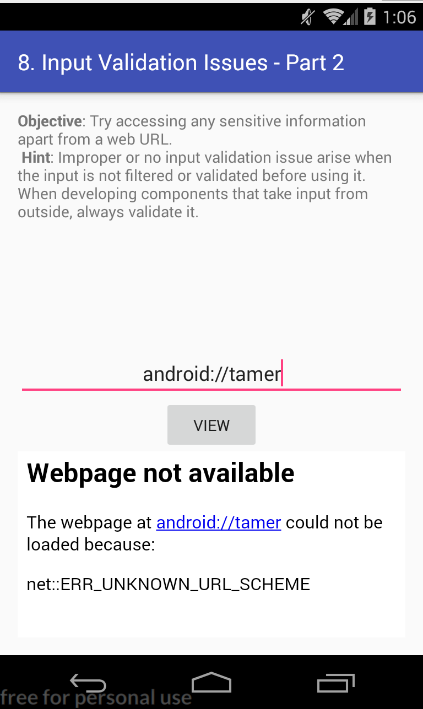 1:06
8. Input Validation Issues - Part 2
Objective: Try accessing any sensitive information
apart from a web URL.
Hint: Improper or no input validation issue arise when
the input is not filtered or validated before using it.
When developing components that take input from
outside, always validate it.
android://tamer
VIEW
Webpage not available
The webpage at android://tamer could not be
loaded because:
net::ERR_UNKNOWN_URL_SCHEME
free for personal use